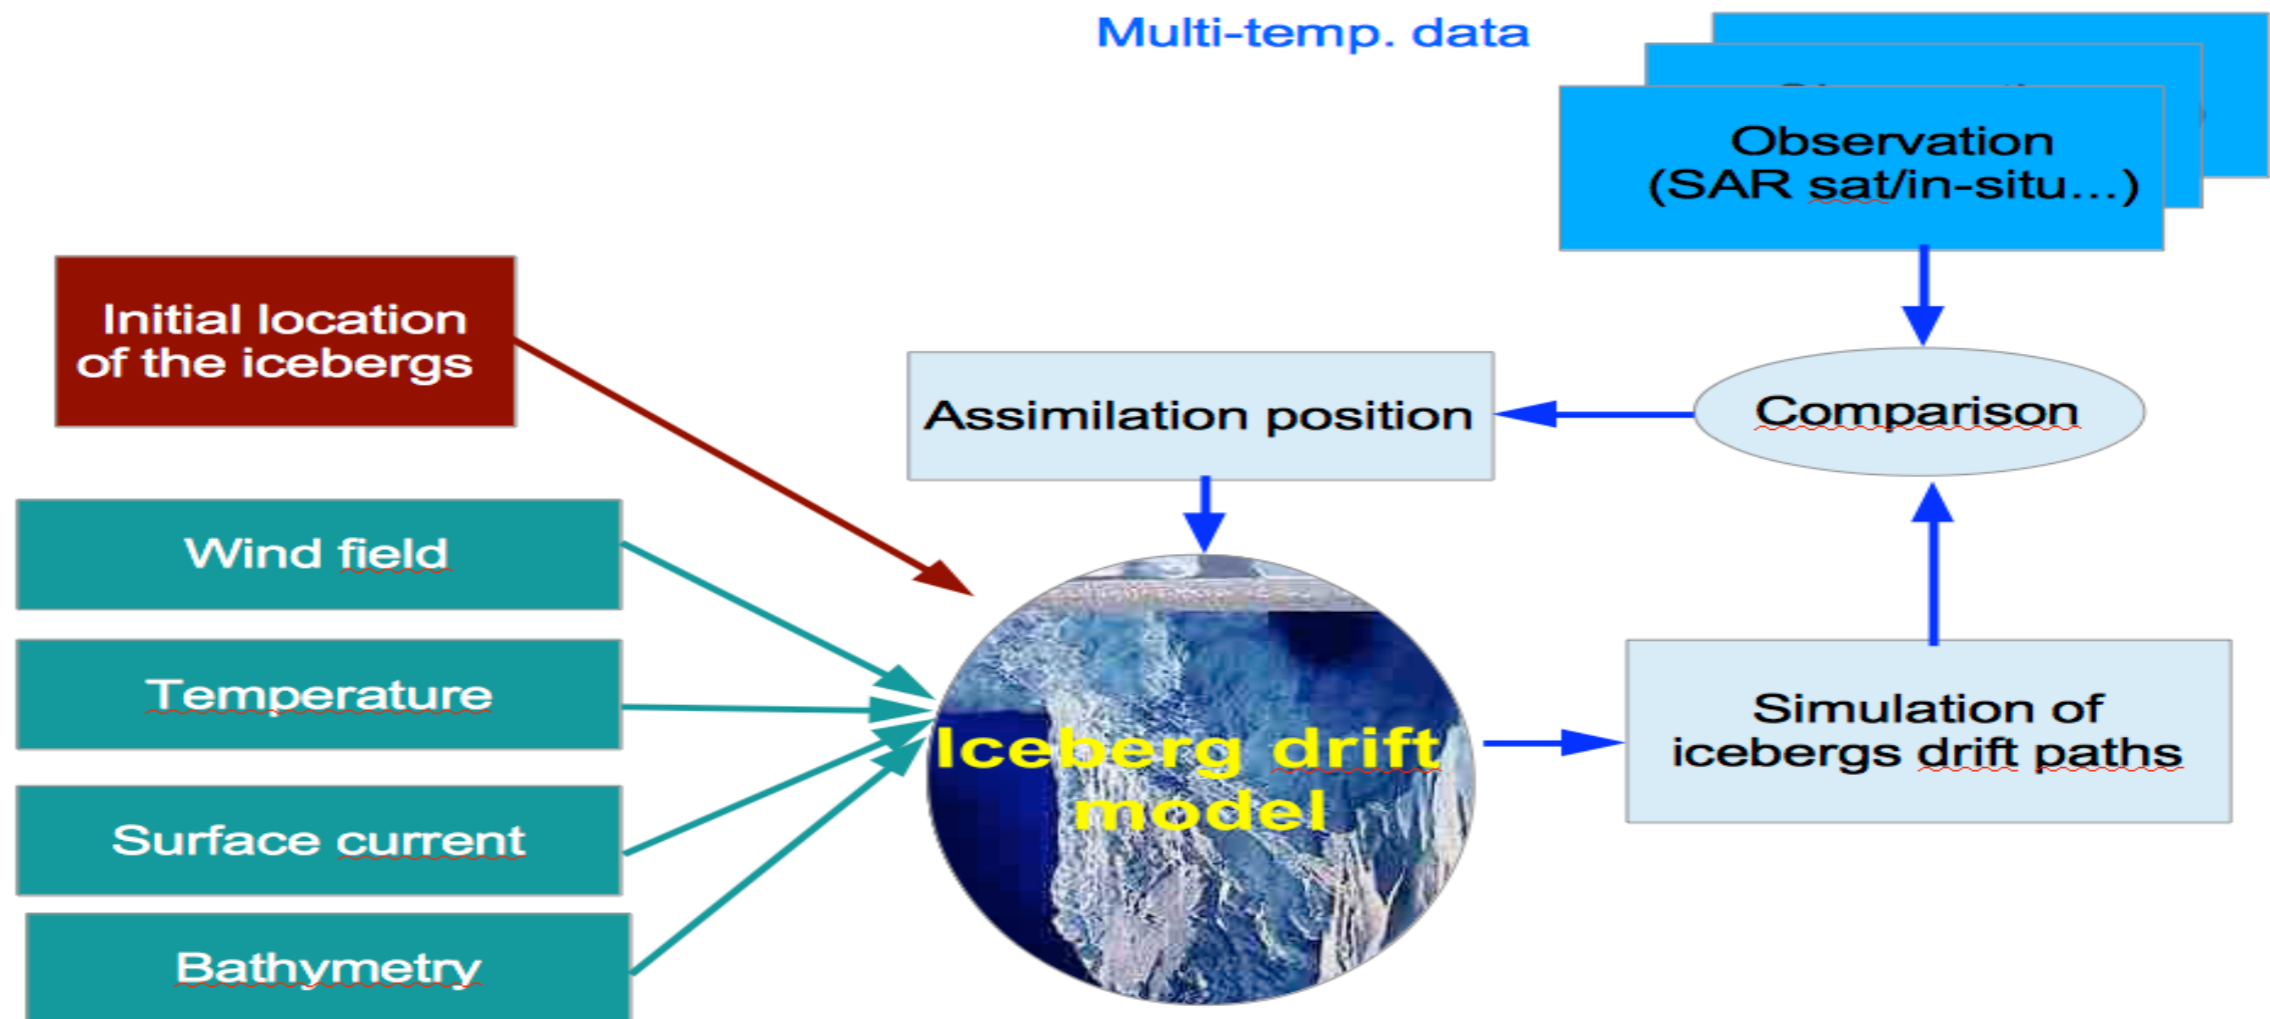 Multi-temp. data
Observation
(SAR sat/in-situ...)
Initial location
of the icebergs
Assimilation position
Comparison
Wind field
Temperature
Surface current
Bathymetry
Iceberg drift
model
Simulation of
icebergs drift paths